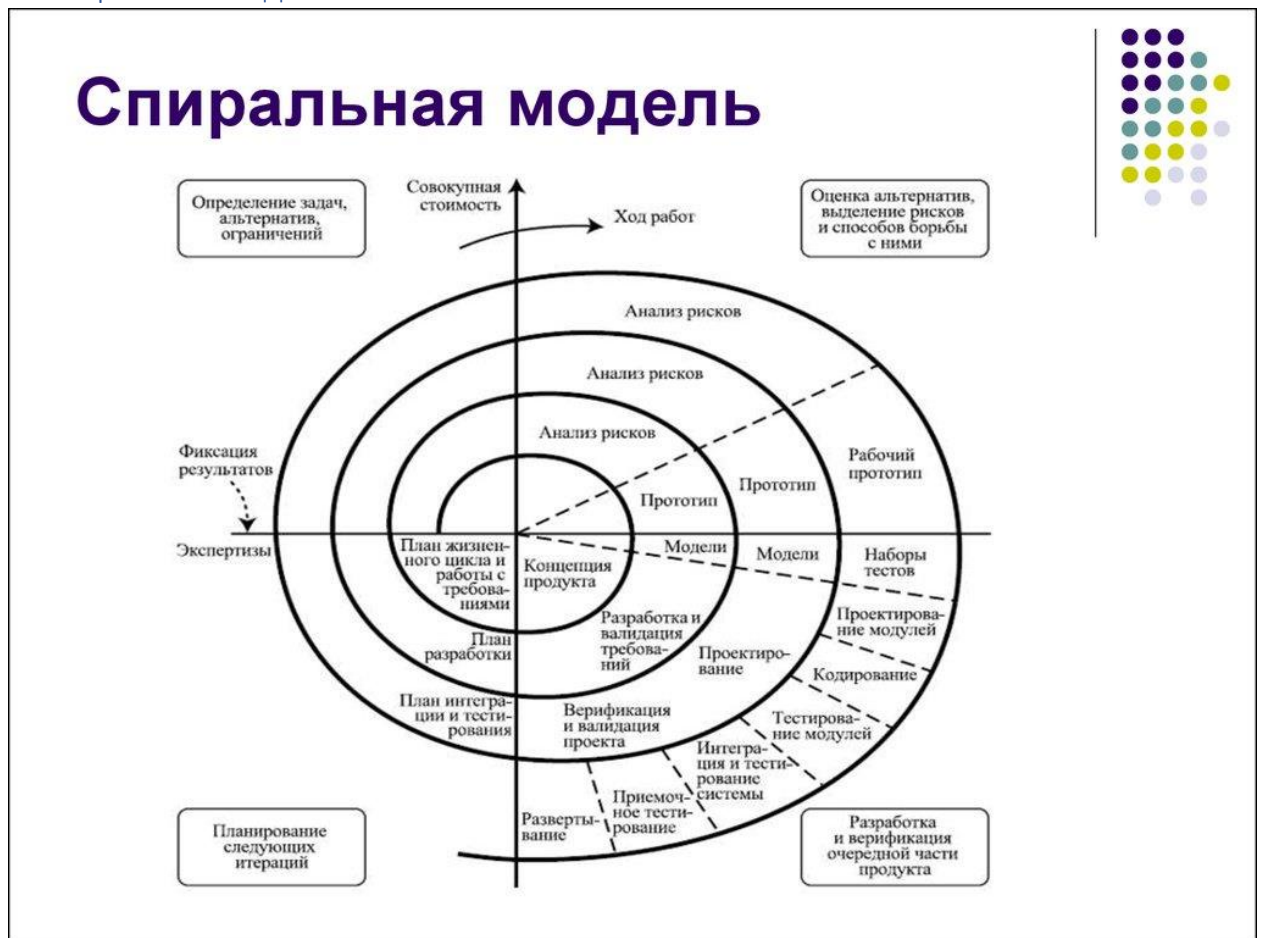 Спиральная модель
Определение задач,
альтернатив,
ограничений
Совокупная
стоимость
Ход работ
Оценка альтернатив,
выделение рисков
и способов борьбы
с ними
Анализ рисков
Анализ рисков
Анализ рисков
Фиксация
результатов
Экспертизы
Прототип
Прототип
Рабочий
прототип
План жизнен-
ного цикла и
работы с
требова-
ниями
Концепция
продукта
Модели
Модели
Наборы
тестов
План
разработки
Разработка и
валидация
требова-
ний
Проектиро-
вание
Проектирова-
ние модулей
Кодирование
План интегра-
ции и тести-
рования
Верификация
и валидация
проекта
Тестирова-
ние модулей
Интегра-
ция и тести-
рование
системы
Приемоч-
ное тести-
рование
Разверты-
вание
Планирование
следующих
итераций
Разработка
и верификация
очередной части
продукта